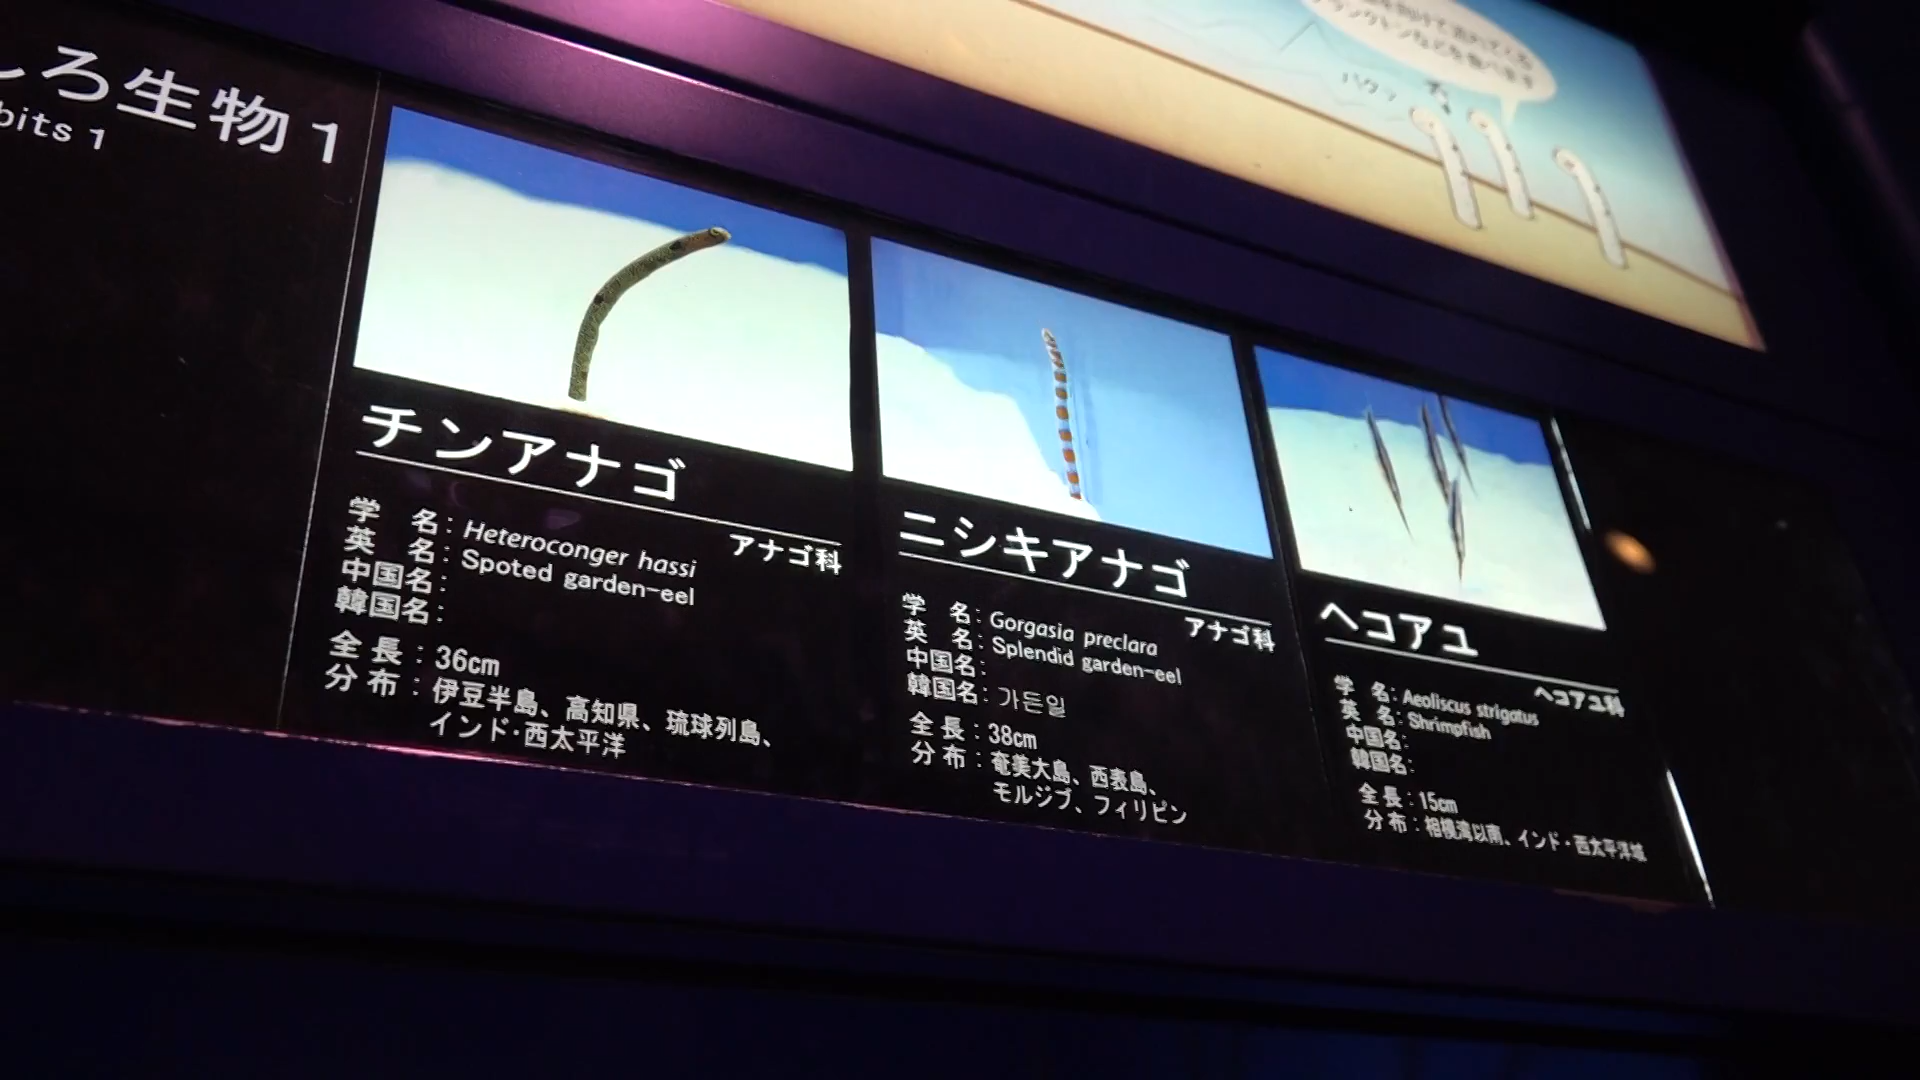 しろ生物 1
bits 1
チンアナゴ
アナゴ科
学 名: Heteroconger hassi
英 名: Spoted garden-eel
中国名:
韓国名:
全 長: 36cm
分 布: 伊豆半島、高知県、琉球列島、
インド・西太平洋
ニシキアナゴ
アナゴ科
学 名: Gorgasia preclara
英 名: Splendid garden-eel
中国名:
韓国名: 가든일
全 長: 38cm
分 布: 奄美大島、西表島、
モルジブ、フィリピン
ヘコアユ
ヘコアユ科
学 名: Aeoliscus strigatus
英 名: Shrimpfish
中国名:
韓国名:
全 長: 15cm
分 布: 相模湾以南、インド・西太平洋域
パクッ